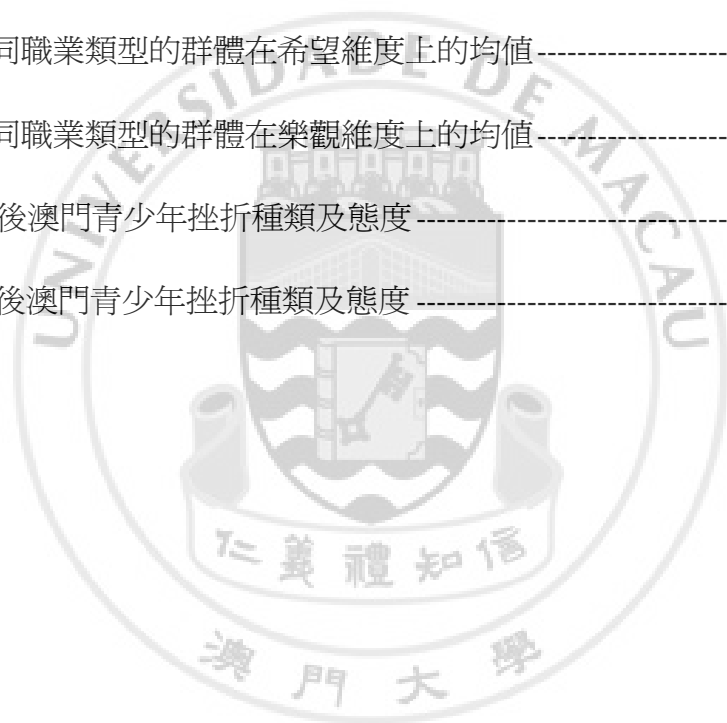 同職業類型的群體在希望維度上的均值---------------------
同職業類型的群體在樂觀維度上的均值---------------------
後澳門青少年挫折種類及態度----------------------------------
後澳門青少年挫折種類及態度----------------------------------
UNIVERSIDADE DE MACAU
仁義禮知信
澳門大學